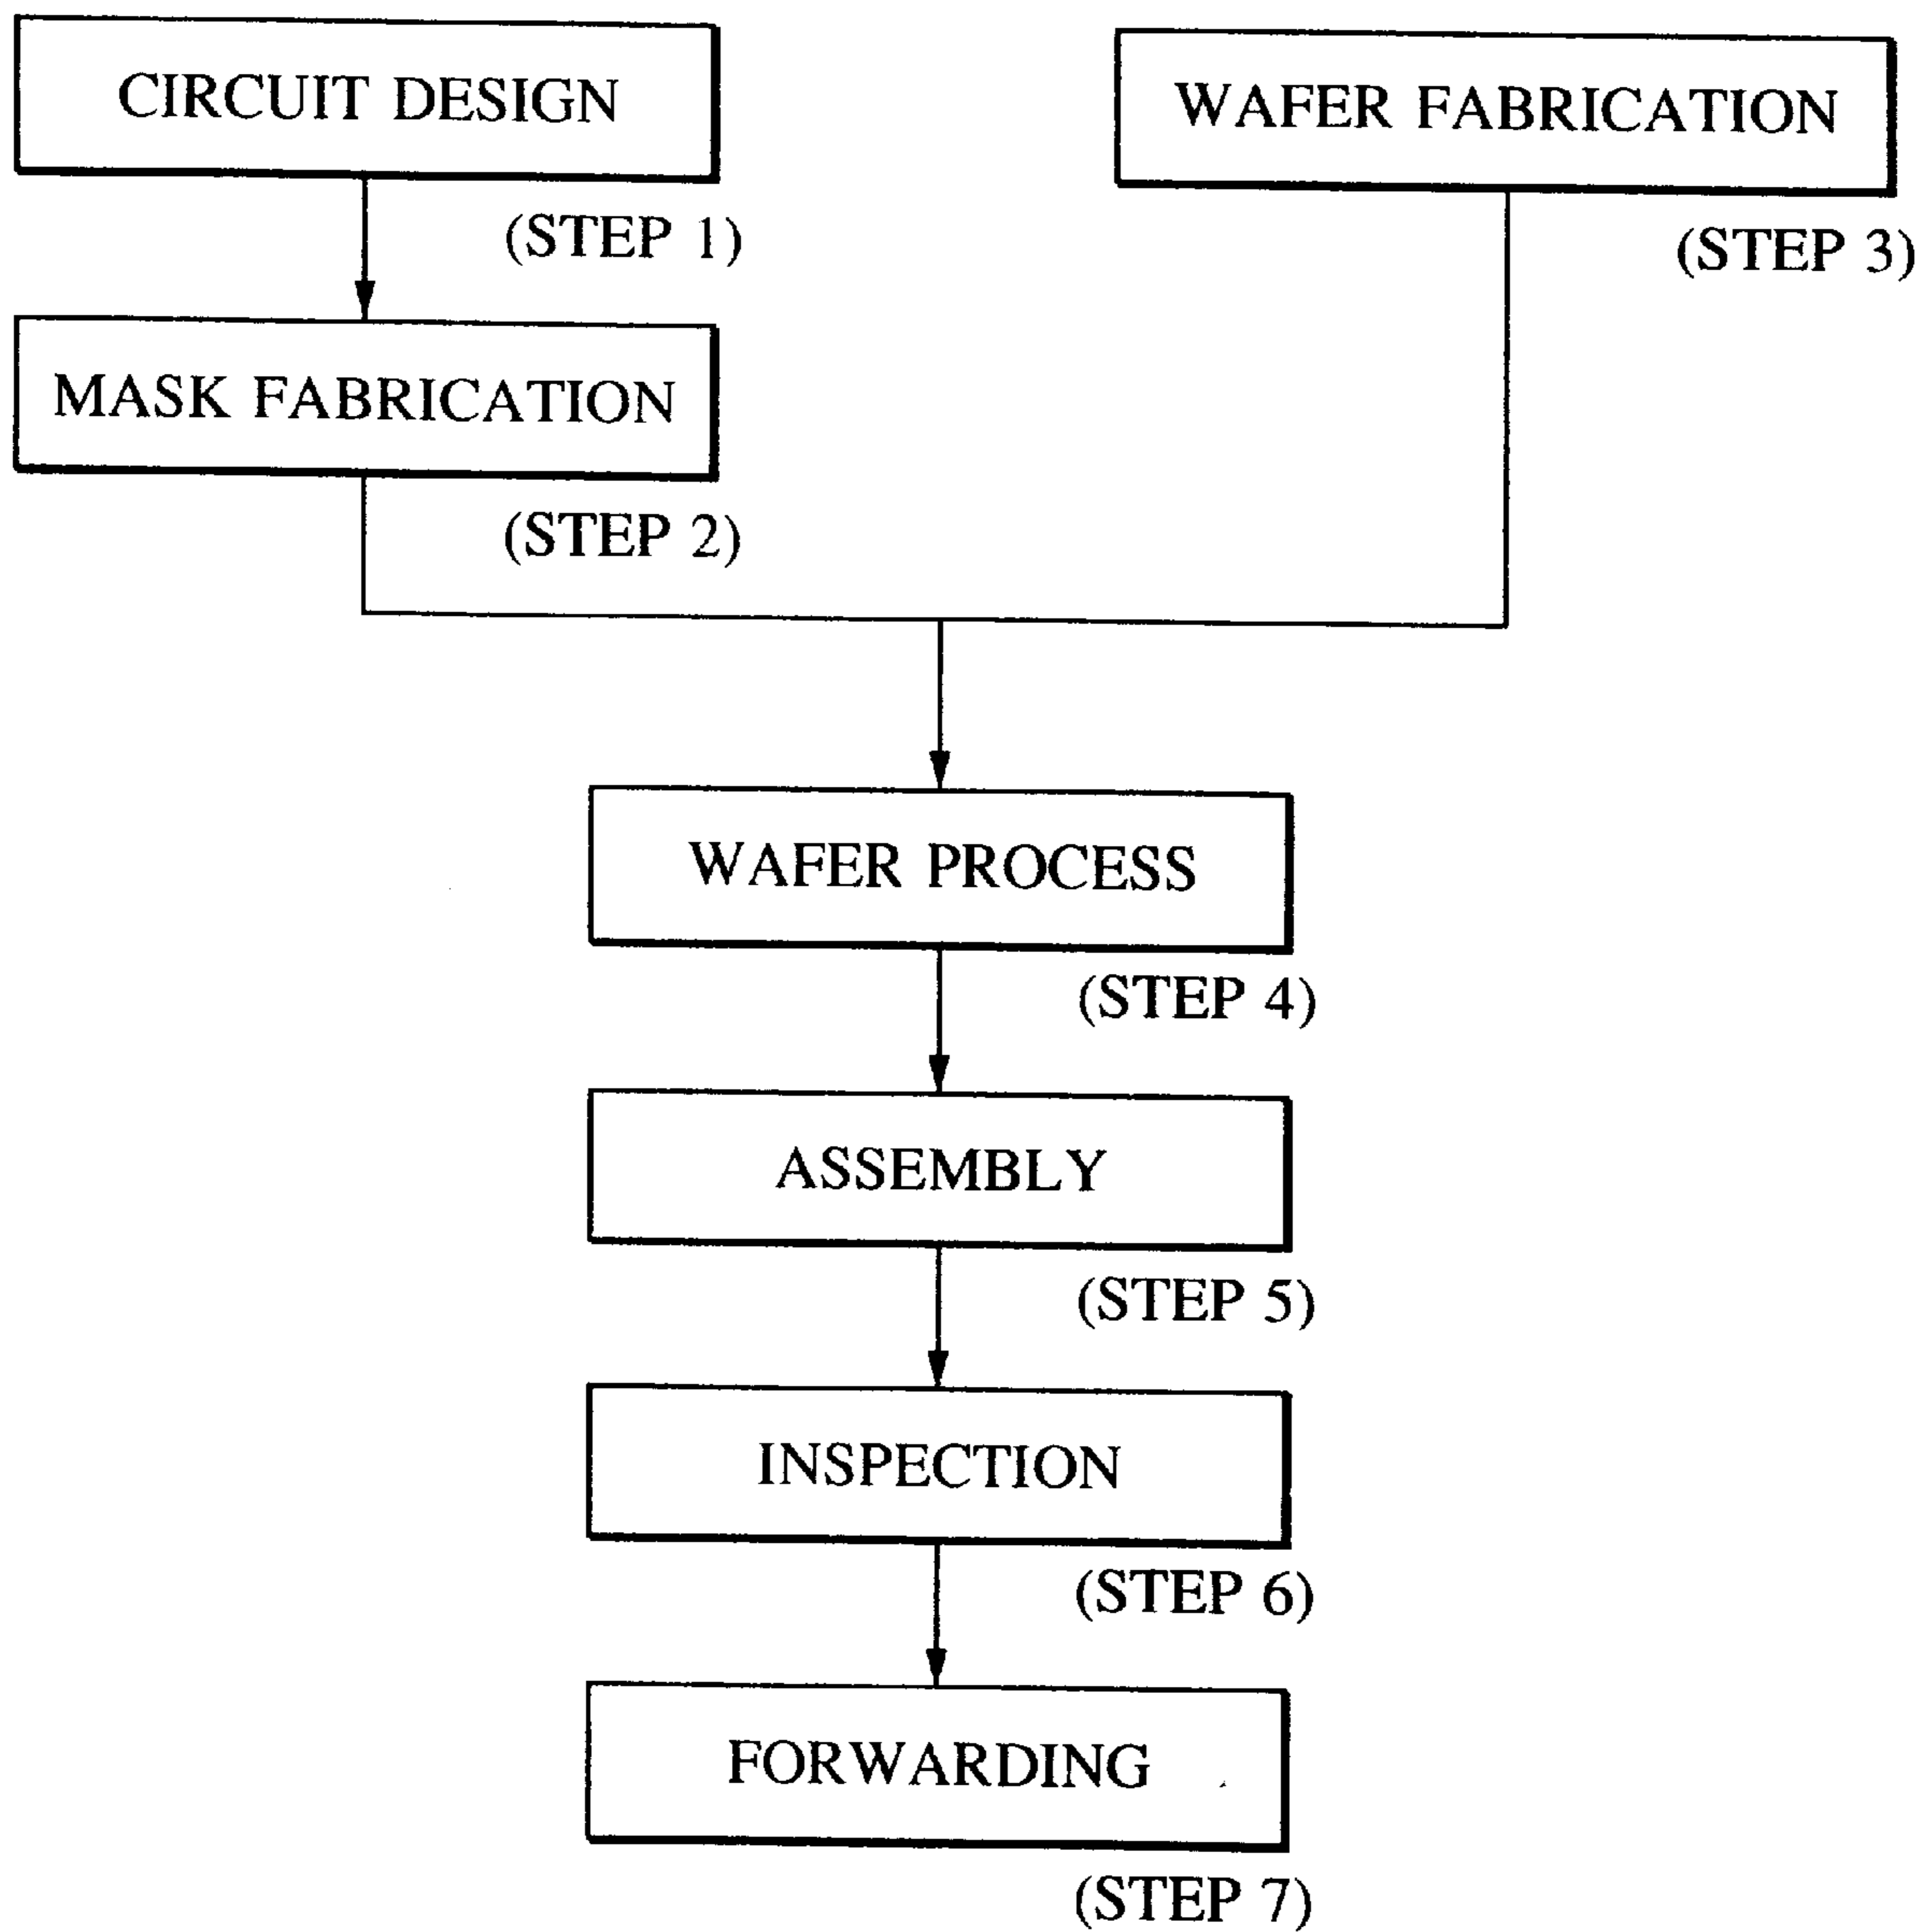 CIRCUIT DESIGN
(STEP 1)
WAFER FABRICATION
(STEP 3)
MASK FABRICATION
(STEP 2)
WAFER PROCESS
(STEP 4)
ASSEMBLY
(STEP 5)
INSPECTION
(STEP 6)
FORWARDING
(STEP 7)